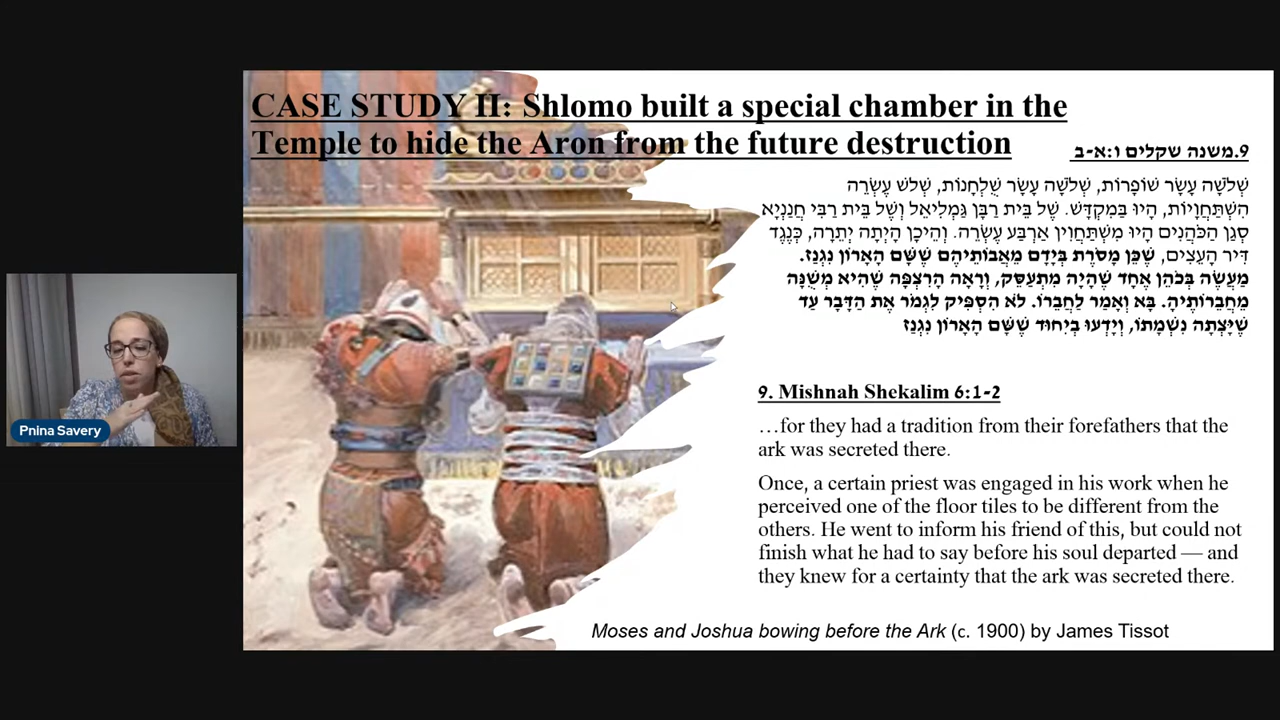 CASE STUDY II: Shlomo built a special chamber in the
Temple to hide the Aron from the future destruction
9.משנה שקלים ו:א-ב
שְׁלֹשָׁה עָשָׂר שׁוֹפָרוֹת, שְׁלֹשָׁה עָשָׂר שֻׁלְחָנוֹת, שְׁלֹשׁ עֶשְׂרֵה
הִשְׁתַּחֲוָיוֹת, הָיוּ בַּמִּקְדָּשׁ. שֶׁל בֵּית רַבָּן גַּמְלִיאֵל וְשֶׁל בֵּית רַבִּי חֲנַנְיָא
סְגַן הַכֹּהֲנִים הָיוּ מִשְׁתַּחֲוִין אַרְבַּע עֶשְׂרֵה. וְהֵיכָן הָיְתָה יְתֵרָה, כְּנֶגֶד
דִּיר הָעֵצִים, שֶׁכֵּן מָסֹרֶת בְּיָדָם מֵאֲבוֹתֵיהֶם שֶׁשָּׁם הָאָרוֹן נִגְנַז.
מַעֲשֶׂה בְּכֹהֵן אֶחָד שֶׁהָיָה מִתְעַסֵּק, וְרָאָה הָרִצְפָּה שֶׁהִיא מְשֻׁנָּה
מֵחֲבֵרוֹתֶיהָ. בָּא וְאָמַר לַחֲבֵרוֹ. לֹא הִסְפִּיק לִגְמֹר אֶת הַדָּבָר עַד
שֶׁיָּצְתָה נִשְׁמָתוֹ, וְיָדְעוּ בְּיִחוּד שֶׁשָּׁם הָאָרוֹן נִגְנַז
9. Mishnah Shekalim 6:1-2
…for they had a tradition from their forefathers that the
ark was secreted there.
Once, a certain priest was engaged in his work when he
perceived one of the floor tiles to be different from the
others. He went to inform his friend of this, but could not
finish what he had to say before his soul departed — and
they knew for a certainty that the ark was secreted there.
Moses and Joshua bowing before the Ark (c. 1900) by James Tissot
Pnina Savery